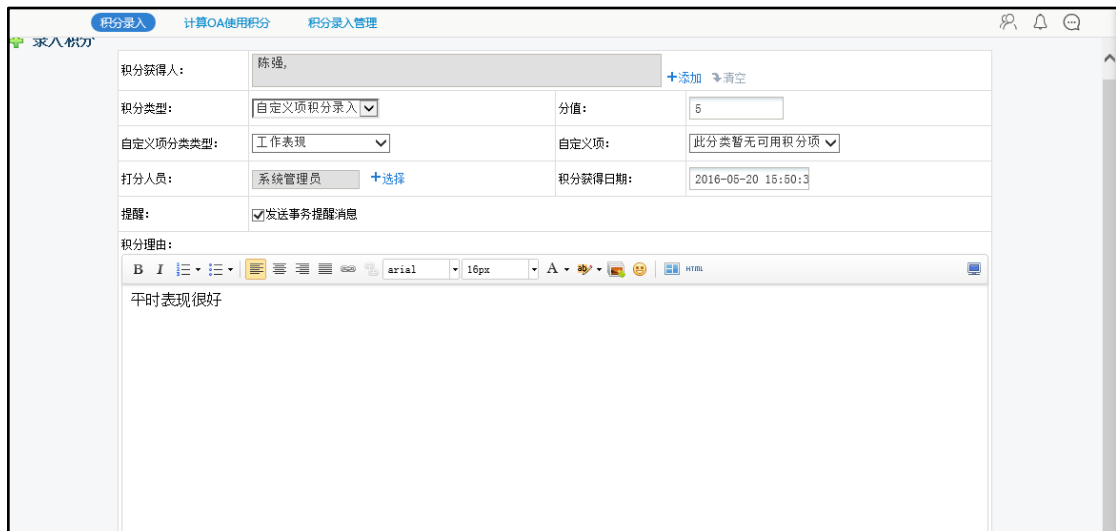 积分录入 计算OA使用积分 积分录入管理
录入积分
积分获得人： 陈强, 添加 清空
积分类型： 自定义项积分录入 分值： 5
自定义项分类类型： 工作表现 自定义项： 此分类暂无可用积分项
打分人员： 系统管理员 选择 积分获得日期： 2016-05-20 15:50:3
提醒： 发送事务提醒消息
积分理由：
B I arial 16px A ab HTML
平时表现很好